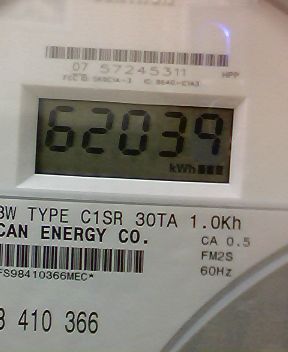 07 57245311
HPP
62039
kWh
3W TYPE C1SR 30TA 1.0Kh
CAN ENERGY CO.
CA 0.5
FM2S
FS98410366MEC*
60Hz
410 366